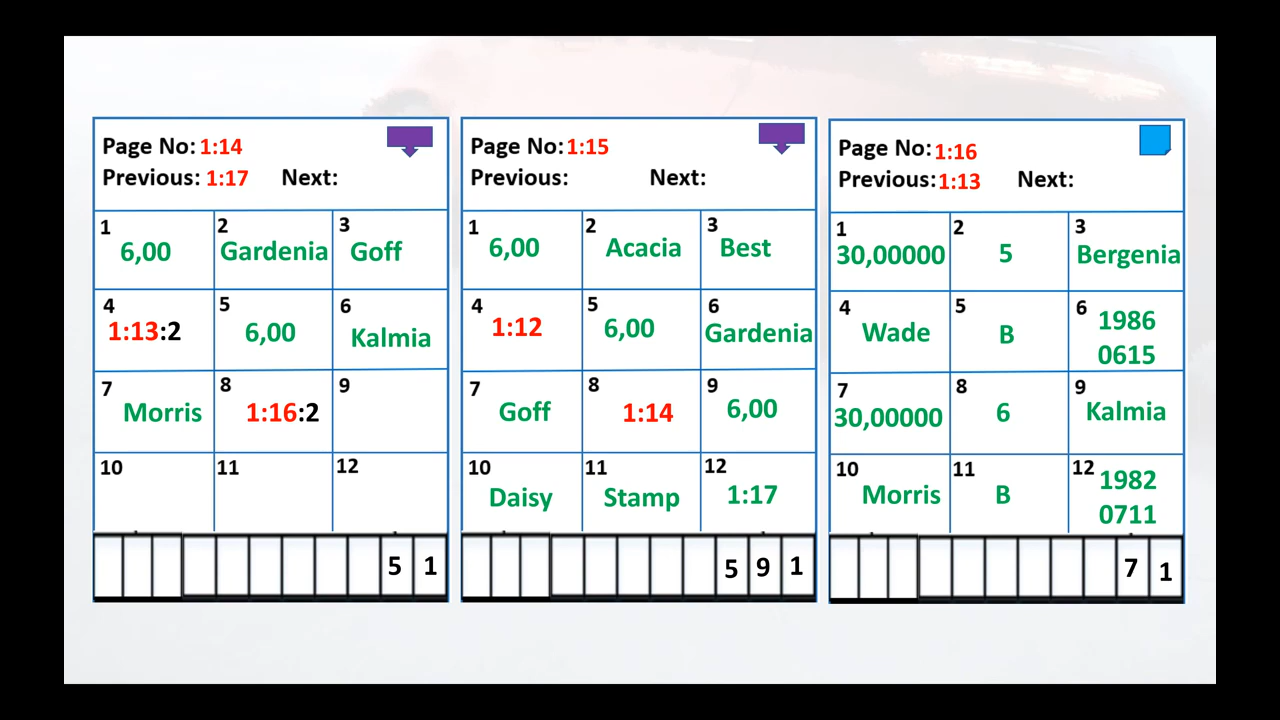 Page No: 1:14
Previous: 1:17 Next:
1 6,00
2 Gardenia
3 Goff
4 1:13:2
5 6,00
6 Kalmia
7 Morris
8 1:16:2
9
10
11
12
5 1
Page No: 1:15
Previous: Next:
1 6,00
2 Acacia
3 Best
4 1:12
5 6,00
6 Gardenia
7 Goff
8 1:14
9 6,00
10 Daisy
11 Stamp
12 1:17
5 9 1
Page No: 1:16
Previous: 1:13 Next:
1 30,00000
2 5
3 Bergenia
4 Wade
5 B
6 1986
0615
7 30,00000
8 6
9 Kalmia
10 Morris
11 B
12 1982
0711
7 1